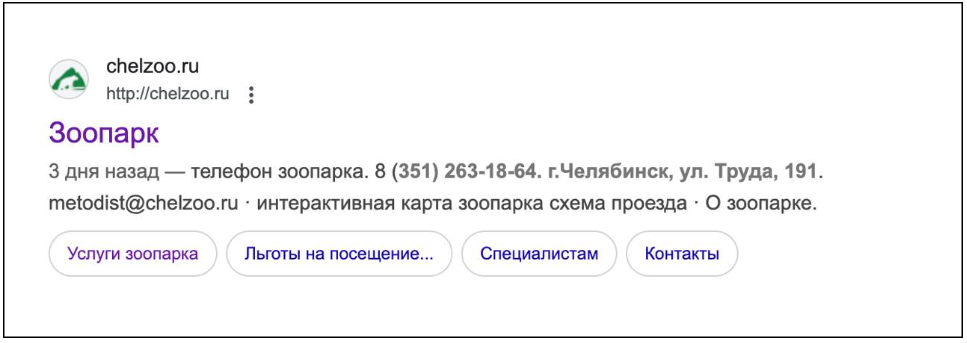 chelzoo.ru
http://chelzoo.ru
Зоопарк
3 дня назад — телефон зоопарка. 8 (351) 263-18-64. г.Челябинск, ул. Труда, 191.
metodist@chelzoo.ru · интерактивная карта зоопарка схема проезда · О зоопарке.
Услуги зоопарка Льготы на посещение... Специалистам Контакты